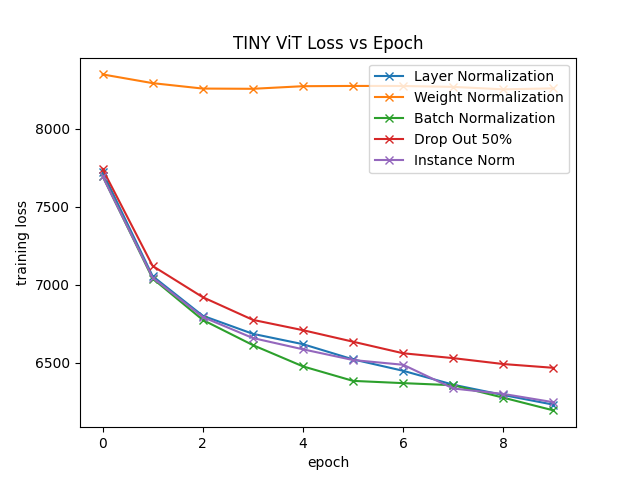 TINY ViT Loss vs Epoch
Layer Normalization
Weight Normalization
Batch Normalization
Drop Out 50%
Instance Norm
8000
7500
7000
6500
training loss
0 2 4 6 8
epoch